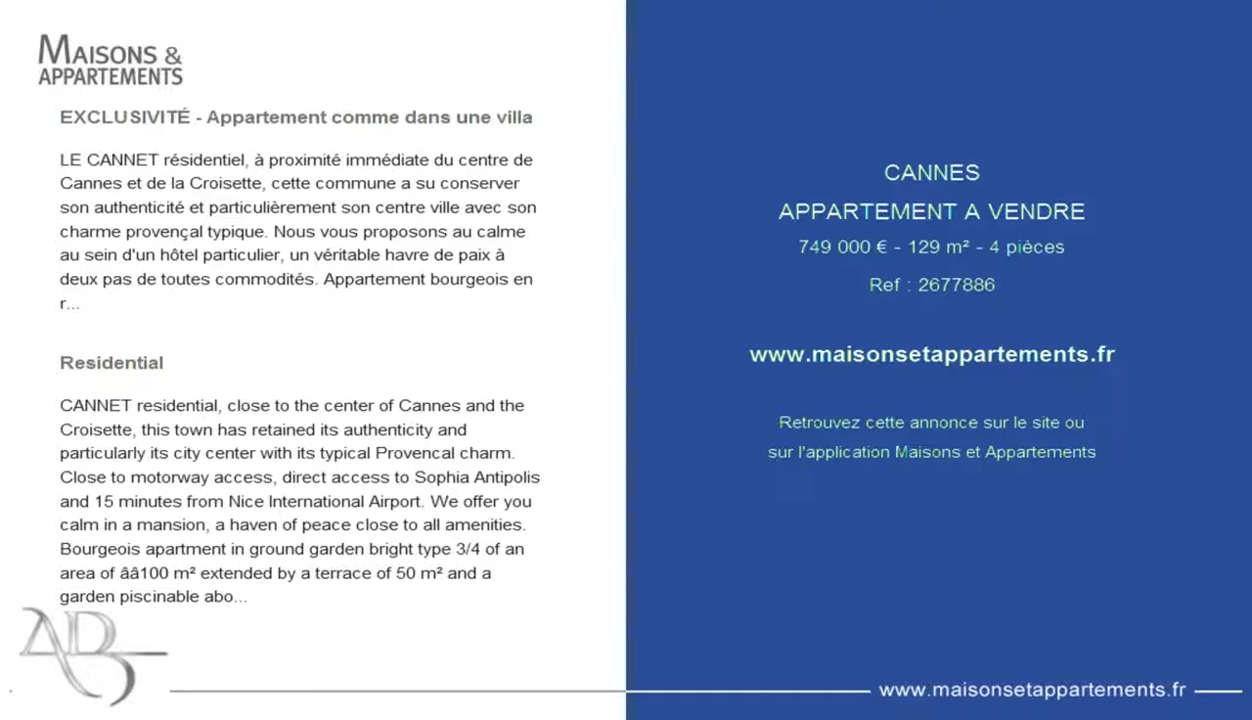 MAISONS &
APPARTEMENTS
EXCLUSIVITÉ - Appartement comme dans une villa
LE CANNET résidentiel, à proximité immédiate du centre de
Cannes et de la Croisette, cette commune a su conserver
son authenticité et particulièrement son centre ville avec son
charme provençal typique. Nous vous proposons au calme
au sein d'un hôtel particulier, un véritable havre de paix à
deux pas de toutes commodités. Appartement bourgeois en
r...
Residential
CANNET residential, close to the center of Cannes and the
Croisette, this town has retained its authenticity and
particularly its city center with its typical Provencal charm.
Close to motorway access, direct access to Sophia Antipolis
and 15 minutes from Nice International Airport. We offer you
calm in a mansion, a haven of peace close to all amenities.
Bourgeois apartment in ground garden bright type 3/4 of an
area of ââ100 m² extended by a terrace of 50 m² and a
garden piscinable abo...
AB
CANNES
APPARTEMENT A VENDRE
749 000 € - 129 m² - 4 pièces
Ref : 2677886
www.maisonsetappartements.fr
Retrouvez cette annonce sur le site ou
sur l'application Maisons et Appartements
www.maisonsetappartements.fr